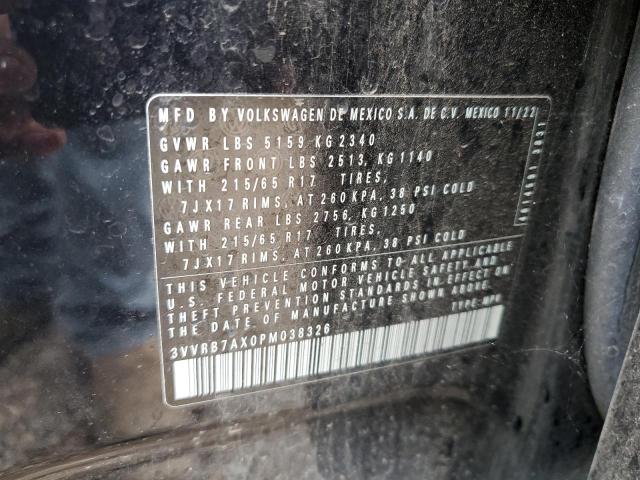 MFD BY VOLKSWAGEN DE MEXICO S.A. DE C.V. MEXICO 11/22
GVWR LBS 5159 KG 2340
GAWR FRONT LBS 2513, KG 1140
WITH 215/65 R17 TIRES,
7JX17 RIMS, AT 260 KPA, 38 PSI COLD
GAWR REAR LBS 2756, KG 1250
WITH 215/65 R17 TIRES,
7JX17 RIMS, AT 260 KPA, 38 PSI COLD
THIS VEHICLE CONFORMS TO ALL APPLICABLE
U.S. FEDERAL MOTOR VEHICLE SAFETY AND
THEFT PREVENTION STANDARDS IN EFFECT ON
THE DATE OF MANUFACTURE SHOWN ABOVE.
3VVRB7AX0PM038326